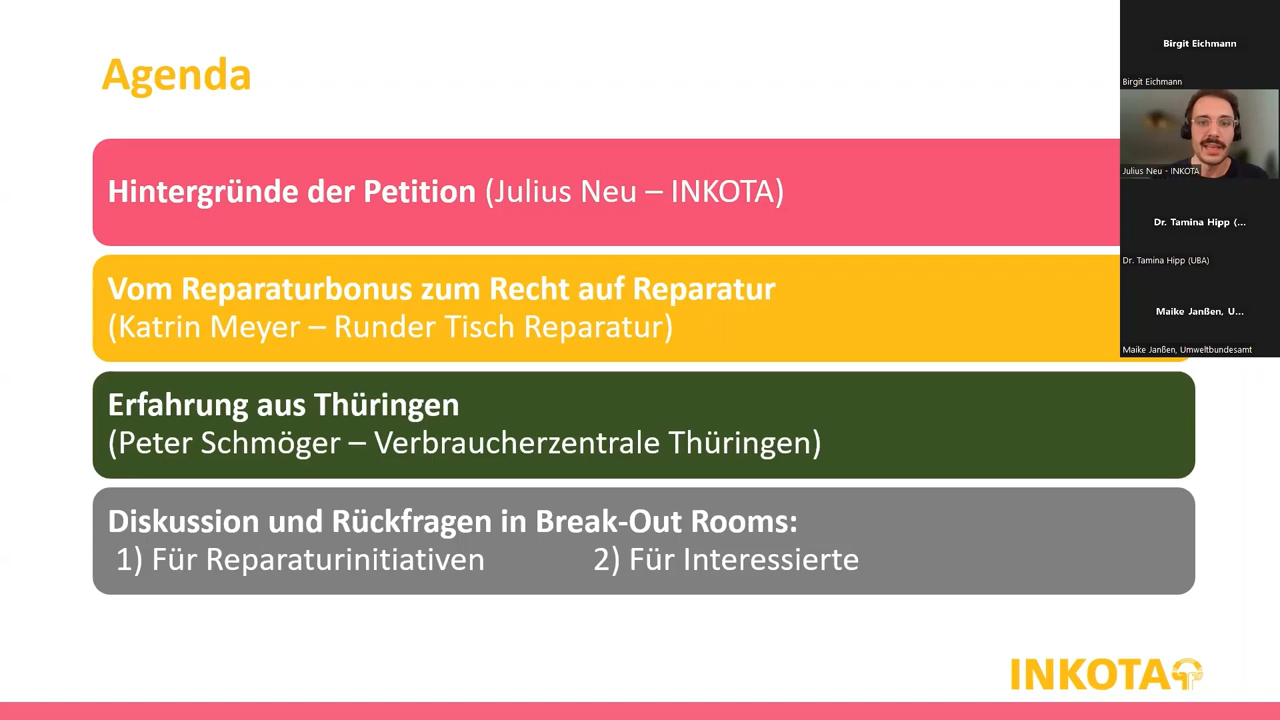 Agenda
Hintergründe der Petition (Julius Neu – INKOTA)
Vom Reparaturbonus zum Recht auf Reparatur
(Katrin Meyer – Runder Tisch Reparatur)
Erfahrung aus Thüringen
(Peter Schmöger – Verbraucherzentrale Thüringen)
Diskussion und Rückfragen in Break-Out Rooms:
1) Für Reparaturinitiativen 2) Für Interessierte
INKOTA
Birgit Eichmann
Birgit Eichmann
Julius Neu - INKOTA
Dr. Tamina Hipp (...
Dr. Tamina Hipp (UBA)
Maike Janßen, U...
Maike Janßen, Umweltbundesamt